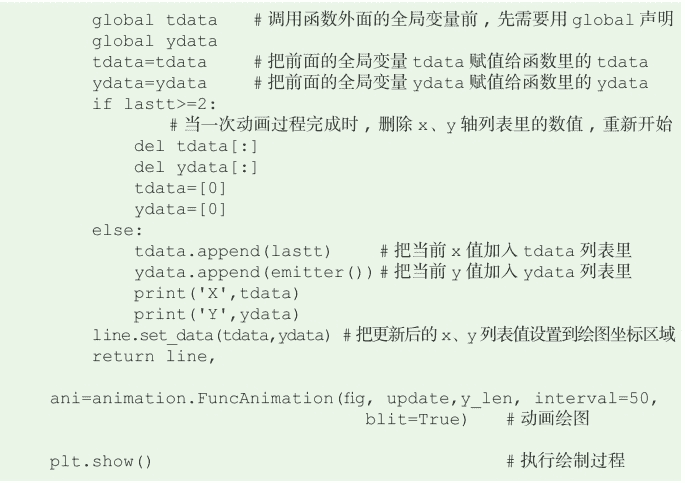 global tdata    #调用函数外面的全局变量前，先需要用 global 声明
global ydata
tdata=tdata     #把前面的全局变量 tdata 赋值给函数里的 tdata
ydata=ydata     #把前面的全局变量 ydata 赋值给函数里的 ydata
if lastt>=2:
#当一次动画过程完成时，删除 x、y 轴列表里的数值，重新开始
del tdata[:]
del ydata[:]
tdata=[0]
ydata=[0]
else:
tdata.append(lastt)     #把当前 x 值加入 tdata 列表里
ydata.append(emitter()) #把当前 y 值加入 ydata 列表里
print('X',tdata)
print('Y',ydata)
line.set_data(tdata,ydata) #把更新后的 x、y 列表值设置到绘图坐标区域
return line,
ani=animation.FuncAnimation(fig, update,y_len, interval=50,
blit=True)    #动画绘图
plt.show()    #执行绘制过程